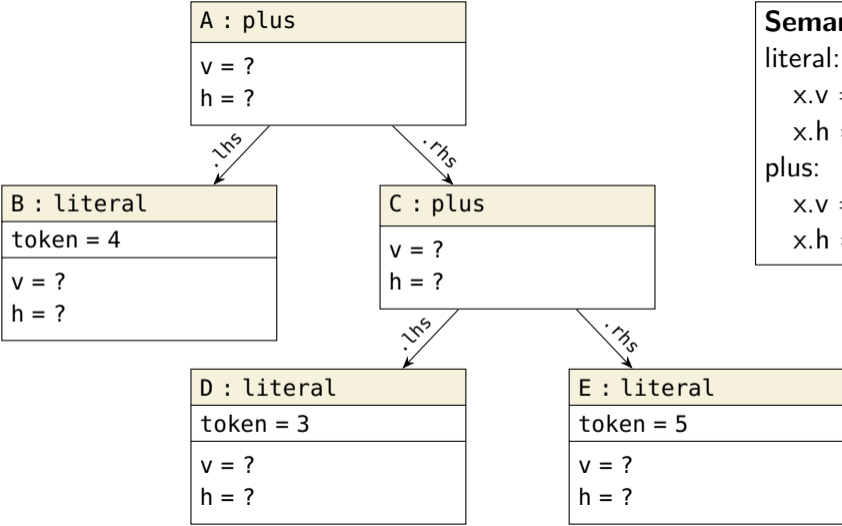 A : plus
v = ?
h = ?
.lhs
.rhs
B : literal
token = 4
v = ?
h = ?
C : plus
v = ?
h = ?
.lhs
.rhs
D : literal
token = 3
v = ?
h = ?
E : literal
token = 5
v = ?
h = ?
literal:
x.v =
x.h =
plus:
x.v =
x.h =